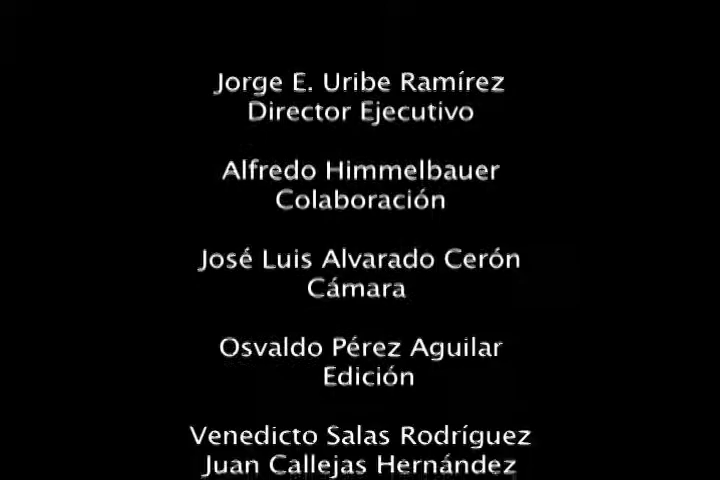 Jorge E. Uribe Ramírez
Director Ejecutivo
Alfredo Himmelbauer
Colaboración
José Luis Alvarado Cerón
Cámara
Osvaldo Pérez Aguilar
Edición
Venedicto Salas Rodríguez
Juan Callejas Hernández